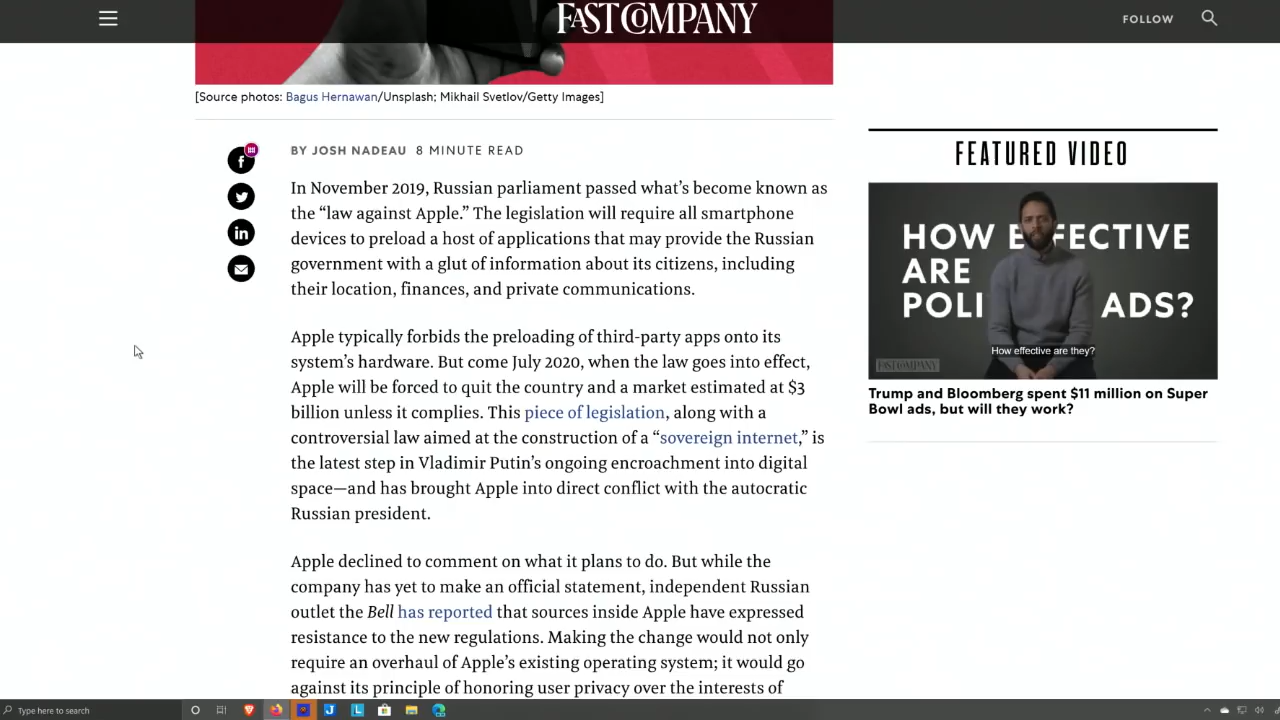 FAST COMPANY
FOLLOW
[Source photos: Bagus Hernawan/Unsplash; Mikhail Svetlov/Getty Images]
BY JOSH NADEAU 8 MINUTE READ
In November 2019, Russian parliament passed what’s become known as
the “law against Apple.” The legislation will require all smartphone
devices to preload a host of applications that may provide the Russian
government with a glut of information about its citizens, including
their location, finances, and private communications.
Apple typically forbids the preloading of third-party apps onto its
system’s hardware. But come July 2020, when the law goes into effect,
Apple will be forced to quit the country and a market estimated at $3
billion unless it complies. This piece of legislation, along with a
controversial law aimed at the construction of a “sovereign internet,” is
the latest step in Vladimir Putin’s ongoing encroachment into digital
space—and has brought Apple into direct conflict with the autocratic
Russian president.
Apple declined to comment on what it plans to do. But while the
company has yet to make an official statement, independent Russian
outlet the Bell has reported that sources inside Apple have expressed
resistance to the new regulations. Making the change would not only
require an overhaul of Apple’s existing operating system; it would go
against its principle of honoring user privacy over the interests of
FEATURED VIDEO
HOW EFFECTIVE
ARE
POLI ADS?
How effective are they?
FAST COMPANY
Trump and Bloomberg spent $11 million on Super
Bowl ads, but will they work?
Type here to search